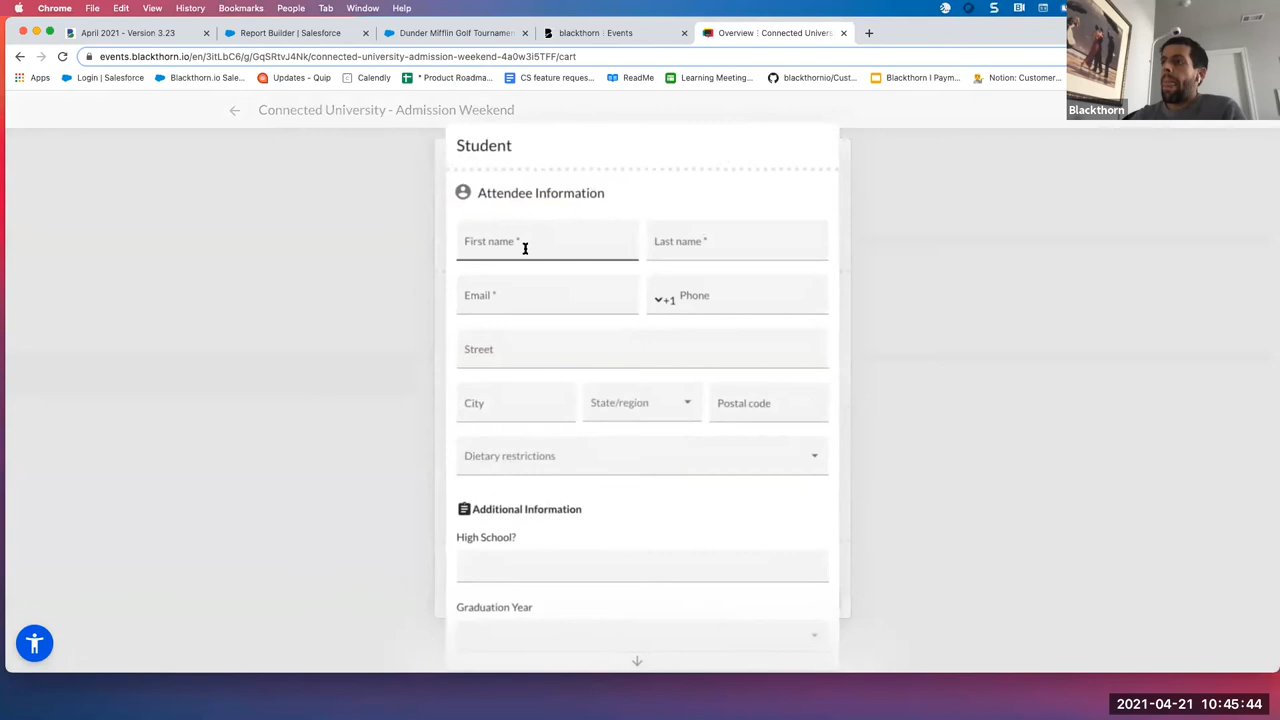 Chrome File Edit View History Bookmarks People Tab Window Help
April 2021 - Version 3.23 Report Builder | Salesforce Dunder Mifflin Golf Tournamen blackthorn | Events Overview | Connected Univers
events.blackthorn.io/en/3itLbC6/g/GqSRtvJ4Nk/connected-university-admission-weekend-4a0w3i5TFF/cart
Apps Login | Salesforce Blackthorn.io Sale... Updates - Quip Calendly * Product Roadma... CS feature reques... ReadMe Learning Meeting... blackthornio/Cust... Blackthorn I Paym... Notion: Customer...
Blackthorn
Connected University - Admission Weekend
Student
Attendee Information
First name * Last name *
Email * +1 Phone
Street
City State/region Postal code
Dietary restrictions
Additional Information
High School?
Graduation Year
2021-04-21 10:45:44